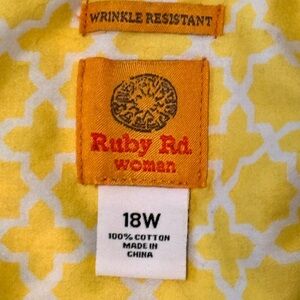 WRINKLE RESISTANT
Ruby Rd.
woman
18W
100% COTTON
MADE IN
CHINA